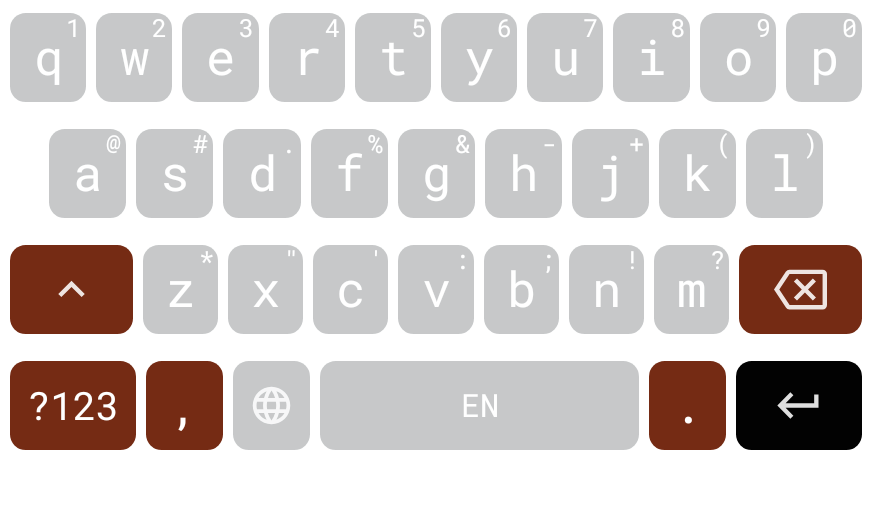 q1 w2 e3 r4 t5 y6 u7 i8 o9 p0
a@ s# d. f% g& h- j+ k( l)
z* x" c' v: b; n! m?
?123 , EN .